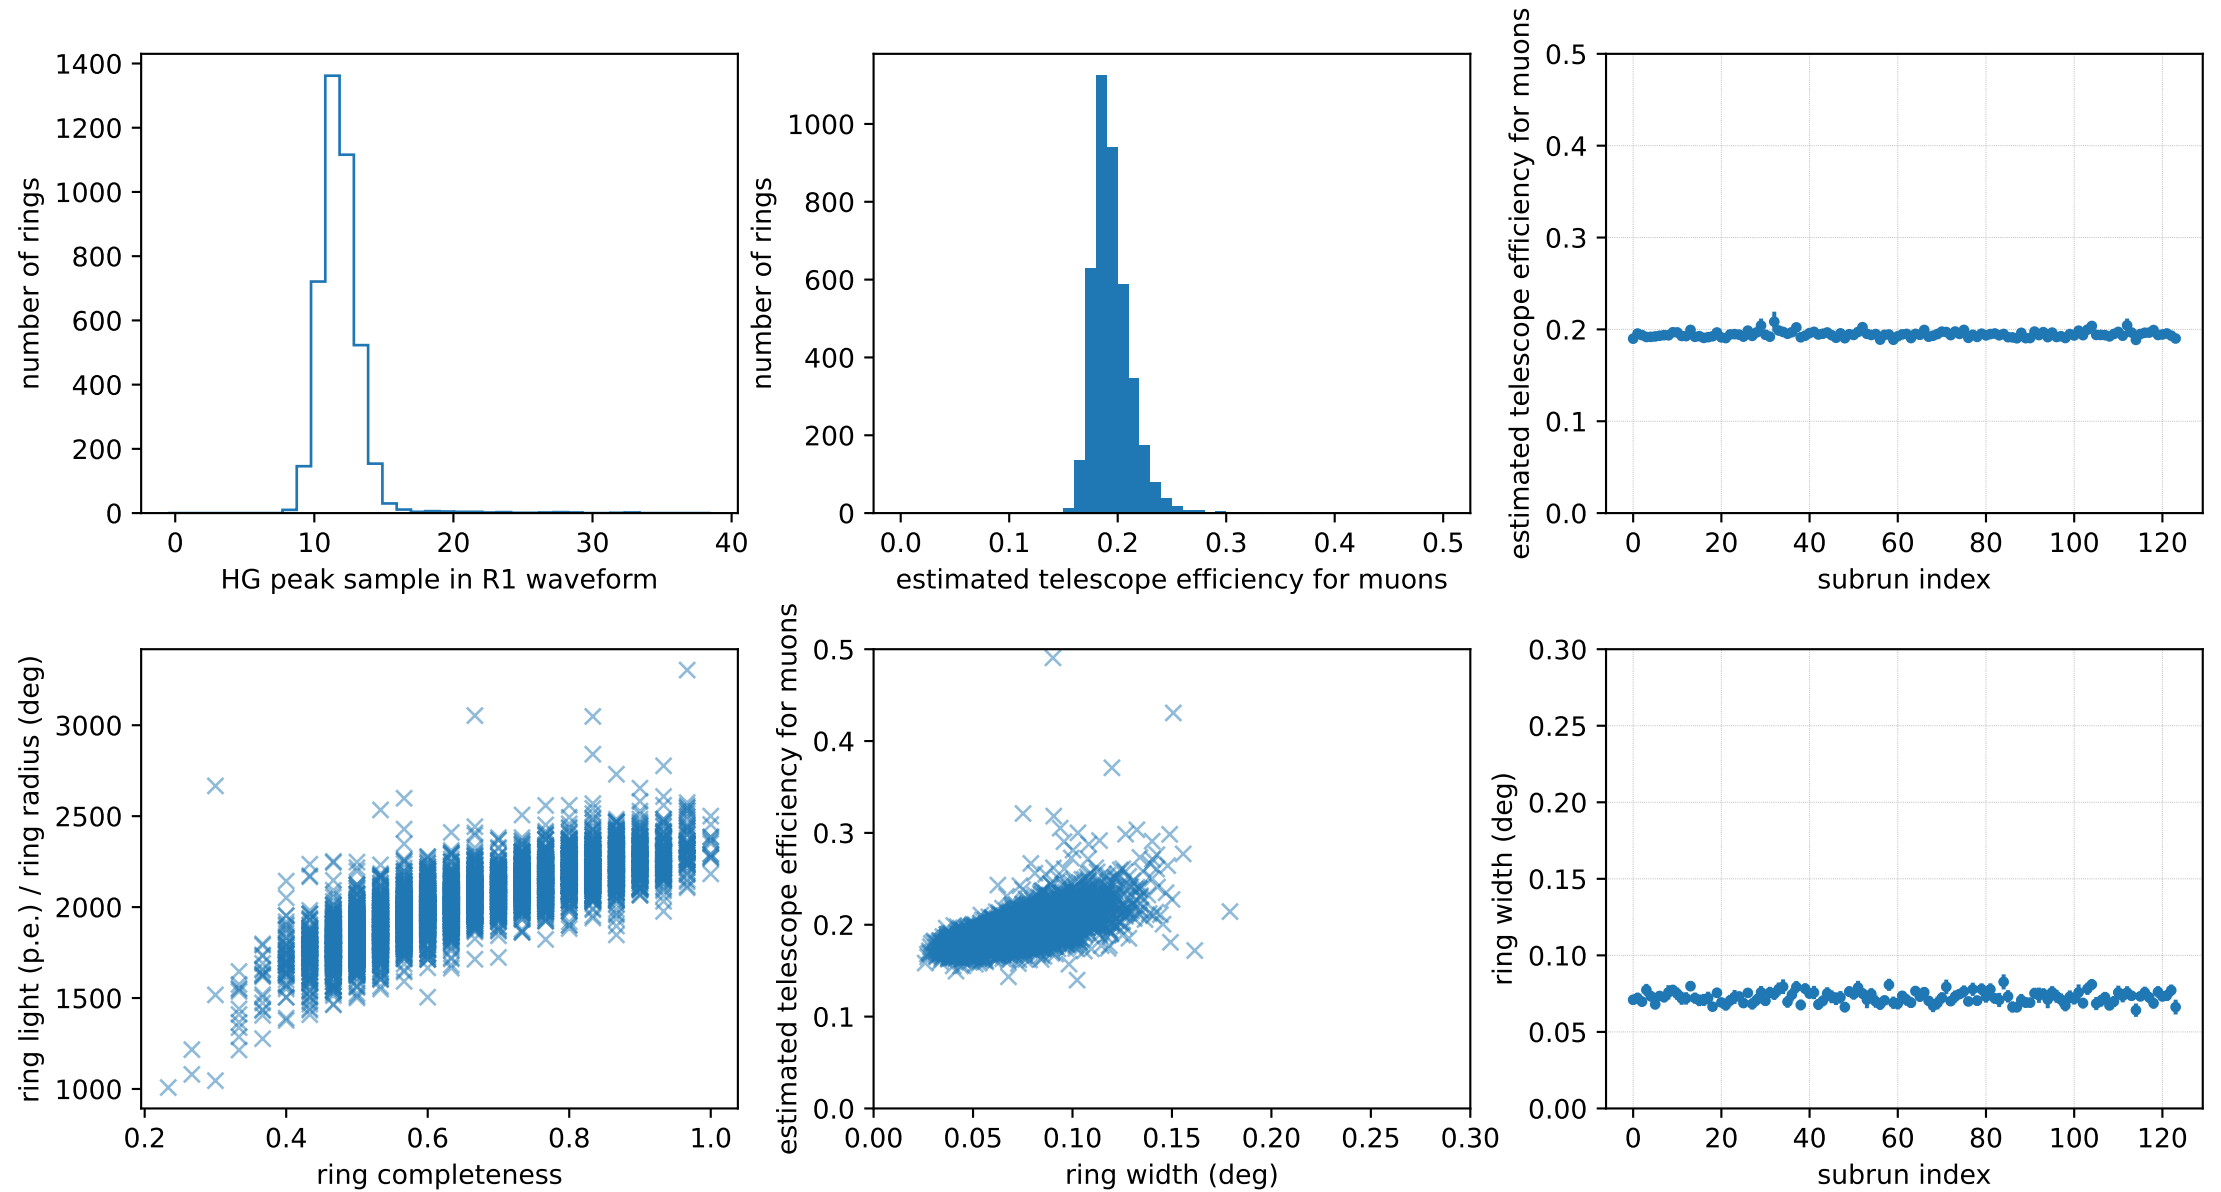 1400
1200
1000
800
600
400
200
0
number of rings
0 10 20 30 40
HG peak sample in R1 waveform
1000
800
600
400
200
0
number of rings
0.0 0.1 0.2 0.3 0.4 0.5
estimated telescope efficiency for muons
0.5
0.4
0.3
0.2
0.1
0.0
estimated telescope efficiency for muons
0 20 40 60 80 100 120
subrun index
3000
2500
2000
1500
1000
ring light (p.e.) / ring radius (deg)
0.2 0.4 0.6 0.8 1.0
ring completeness
0.5
0.4
0.3
0.2
0.1
0.0
estimated telescope efficiency for muons
0.00 0.05 0.10 0.15 0.20 0.25 0.30
ring width (deg)
0.30
0.25
0.20
0.15
0.10
0.05
0.00
ring width (deg)
0 20 40 60 80 100 120
subrun index